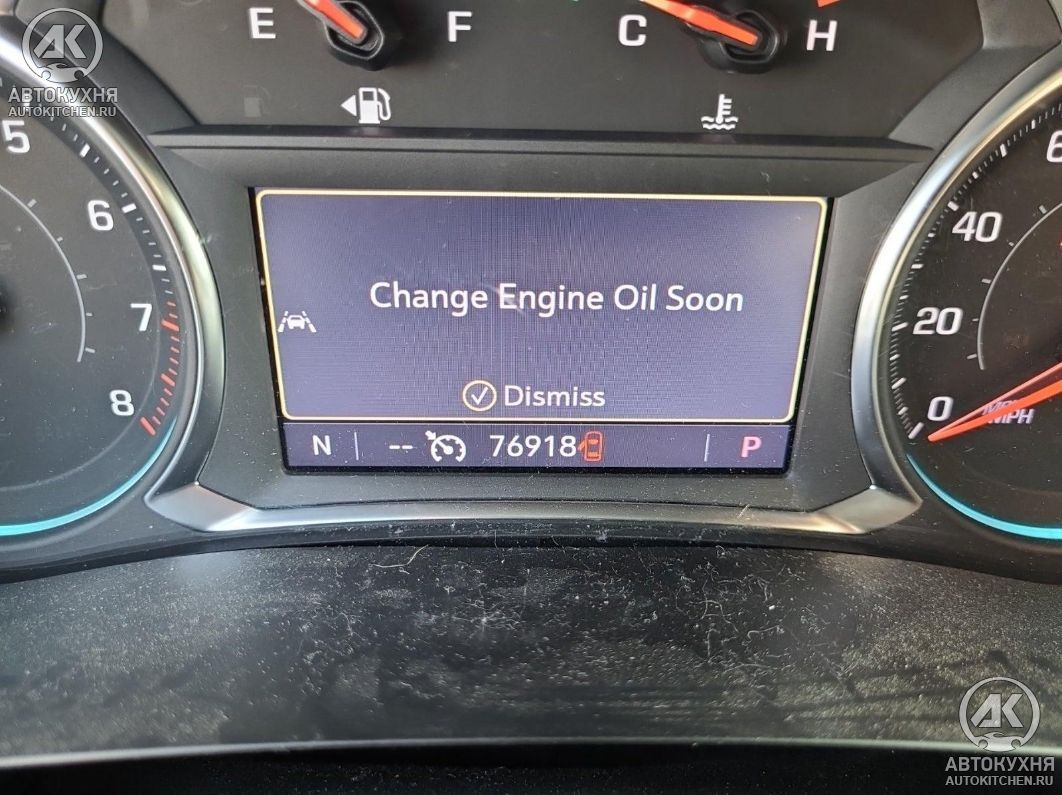 E F C H
АК
АВТОКУХНЯ
AUTOKITCHEN.RU
5
6
7
8
Change Engine Oil Soon
Dismiss
N -- 76918 P
6
40
20
0
MPH
АК
АВТОКУХНЯ
AUTOKITCHEN.RU